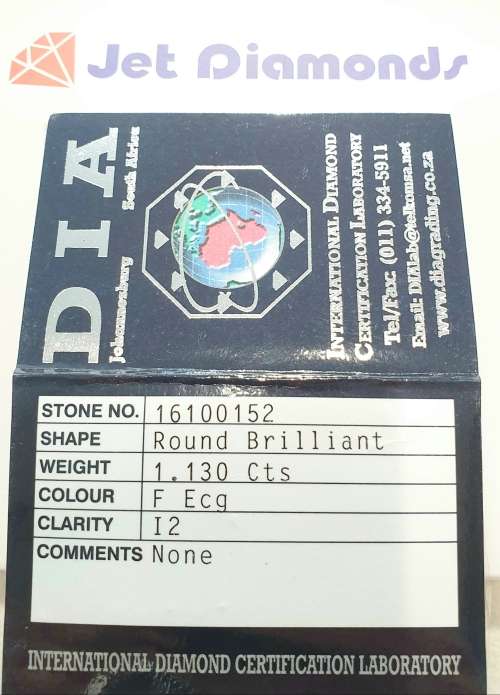 Jet Diamonds
DIA
Johannesburg South Africa
INTERNATIONAL DIAMOND
CERTIFICATION LABORATORY
Tel/Fax: (011) 334-5911
Email: DIAlab@telkomsa.net
www.diagrading.co.za
STONE NO. 16100152
SHAPE Round Brilliant
WEIGHT 1.130 Cts
COLOUR F Ecg
CLARITY I2
COMMENTS None
INTERNATIONAL DIAMOND CERTIFICATION LABORATORY